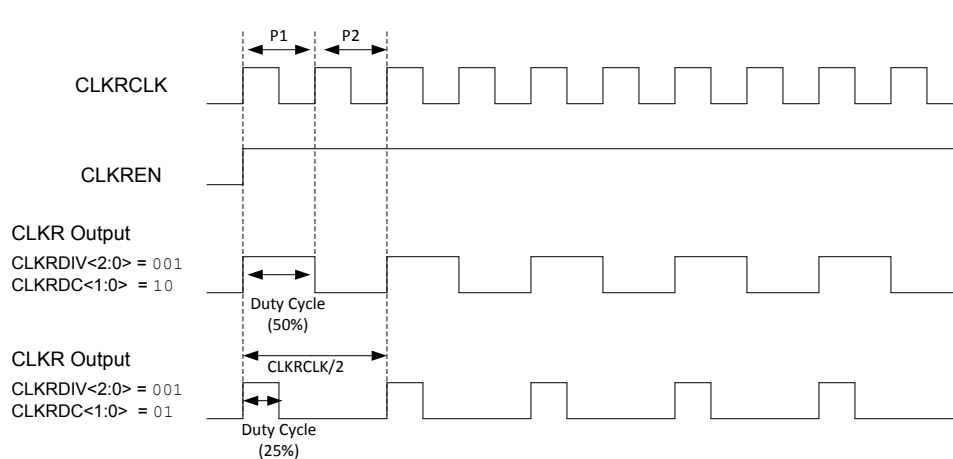 P1
P2
CLKRCLK
CLKREN
CLKR Output
CLKRDIV<2:0> = 001
CLKRDC<1:0> = 10
Duty Cycle
(50%)
CLKR Output
CLKRCLK/2
CLKRDIV<2:0> = 001
CLKRDC<1:0> = 01
Duty Cycle
(25%)